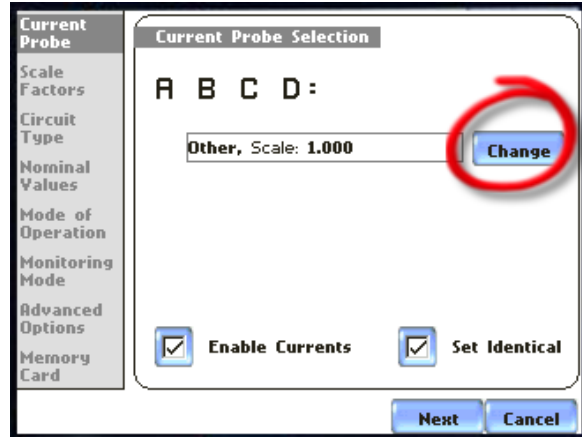 Current
Probe
Scale
Factors
Circuit
Type
Nominal
Values
Mode of
Operation
Monitoring
Mode
Advanced
Options
Memory
Card
Current Probe Selection
A B C D:
Other, Scale: 1.000
Change
Enable Currents
Set Identical
Next
Cancel